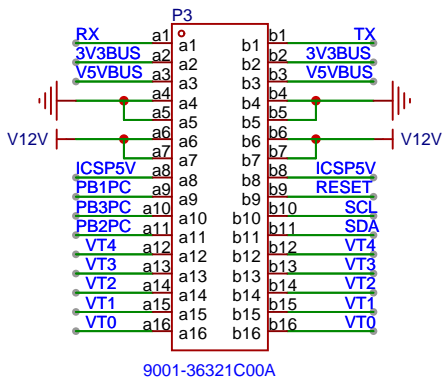 P3
RX a1 a1 b1 b1 TX
3V3BUS a2 a2 b2 b2 3V3BUS
V5VBUS a3 a3 b3 b3 V5VBUS
a4 a4 b4 b4
a5 a5 b5 b5
V12V a6 a6 b6 b6 V12V
a7 a7 b7 b7
ICSP5V a8 a8 b8 b8 ICSP5V
PB1PC a9 a9 b9 b9 RESET
PB3PC a10 a10 b10 b10 SCL
PB2PC a11 a11 b11 b11 SDA
VT4 a12 a12 b12 b12 VT4
VT3 a13 a13 b13 b13 VT3
VT2 a14 a14 b14 b14 VT2
VT1 a15 a15 b15 b15 VT1
VT0 a16 a16 b16 b16 VT0
9001-36321C00A